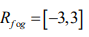 R_{fog} = [-3,3]